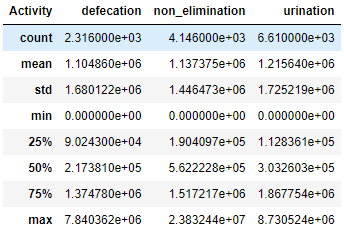 Activity defecation non_elimination urination
count 2.316000e+03 4.146000e+03 6.610000e+03
mean 1.104860e+06 1.137375e+06 1.215640e+06
std 1.680122e+06 1.446473e+06 1.725219e+06
min 0.000000e+00 0.000000e+00 0.000000e+00
25% 9.024300e+04 1.904097e+05 1.128361e+05
50% 2.173810e+05 5.622228e+05 3.032603e+05
75% 1.374780e+06 1.517217e+06 1.867754e+06
max 7.840362e+06 2.383244e+07 8.730524e+06